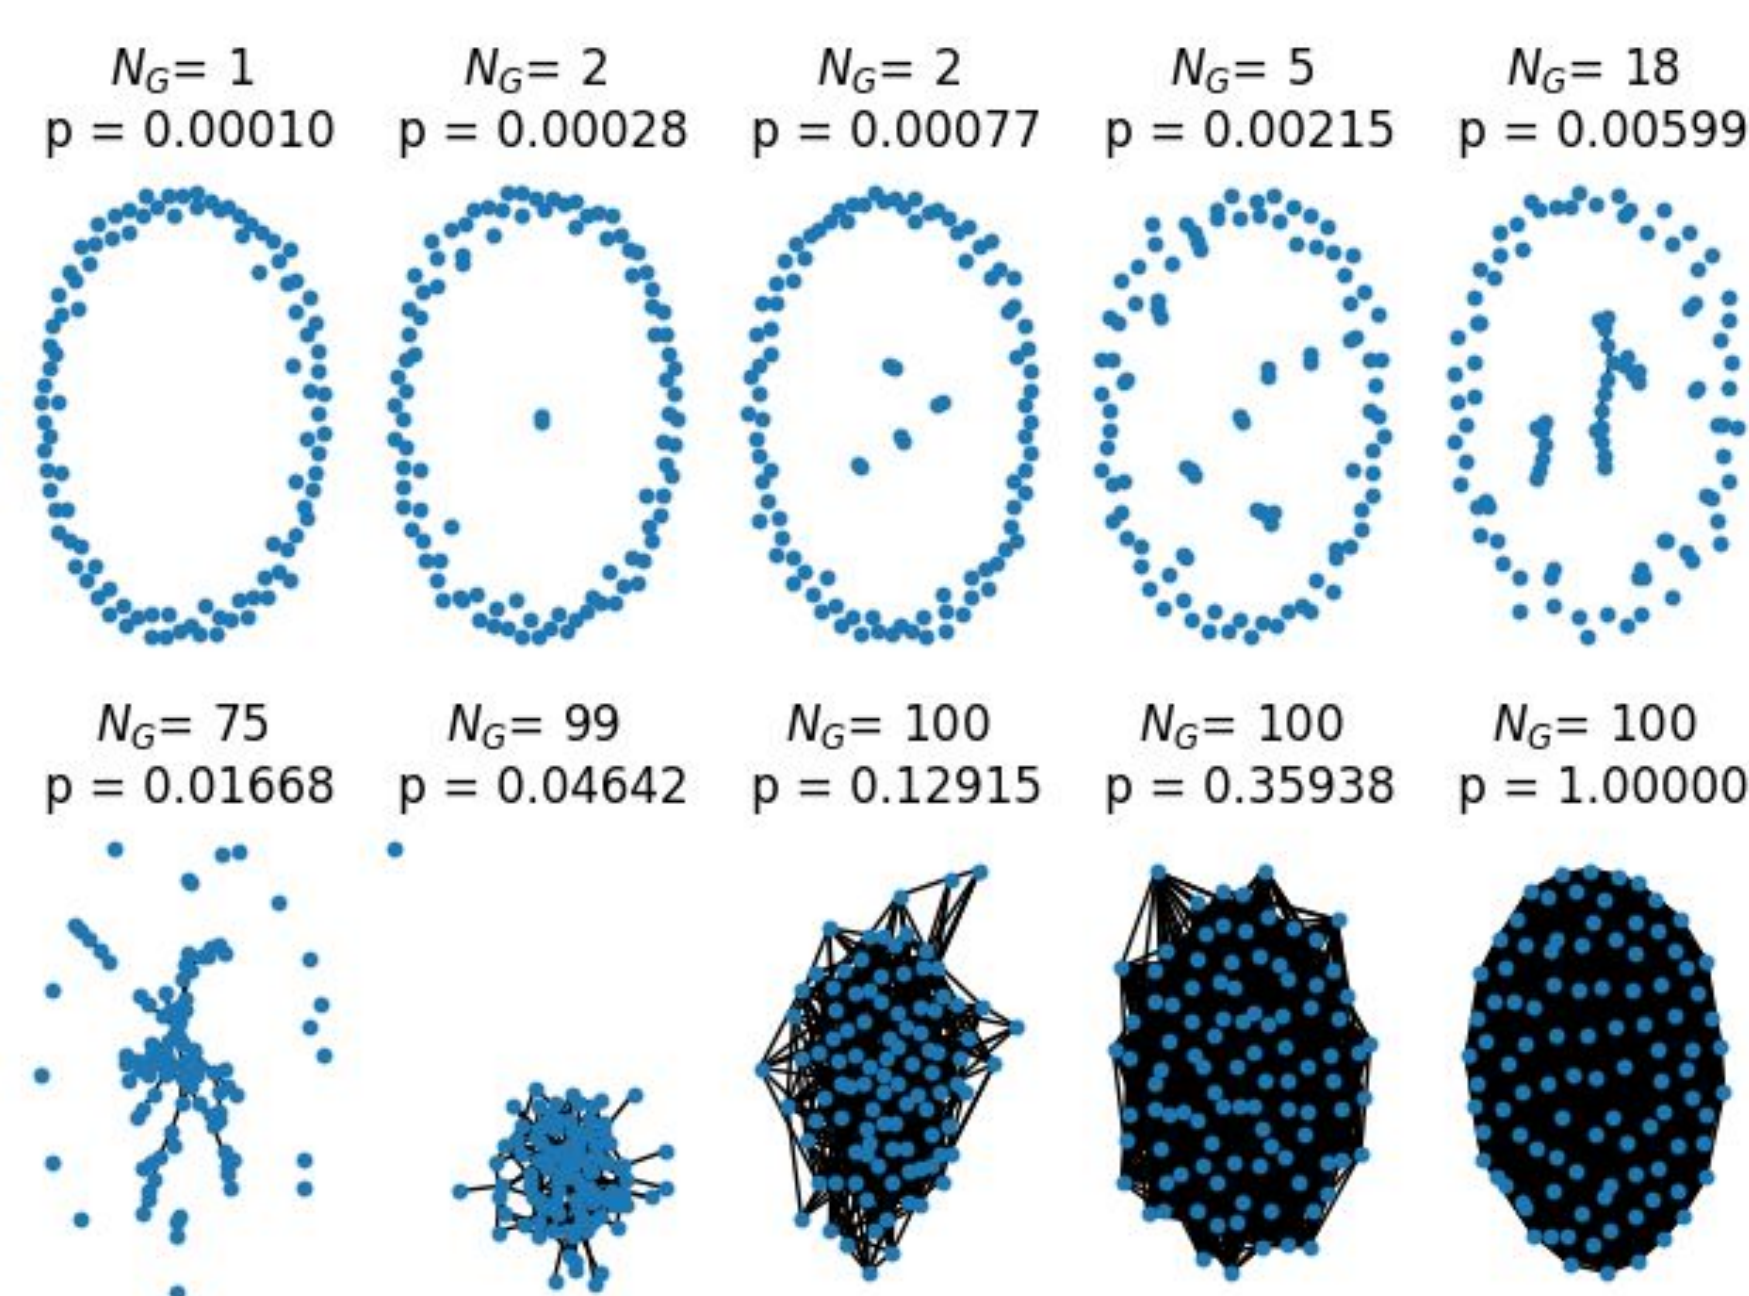 N_G= 1
p = 0.00010
N_G= 2
p = 0.00028
N_G= 2
p = 0.00077
N_G= 5
p = 0.00215
N_G= 18
p = 0.00599
N_G= 75
p = 0.01668
N_G= 99
p = 0.04642
N_G= 100
p = 0.12915
N_G= 100
p = 0.35938
N_G= 100
p = 1.00000